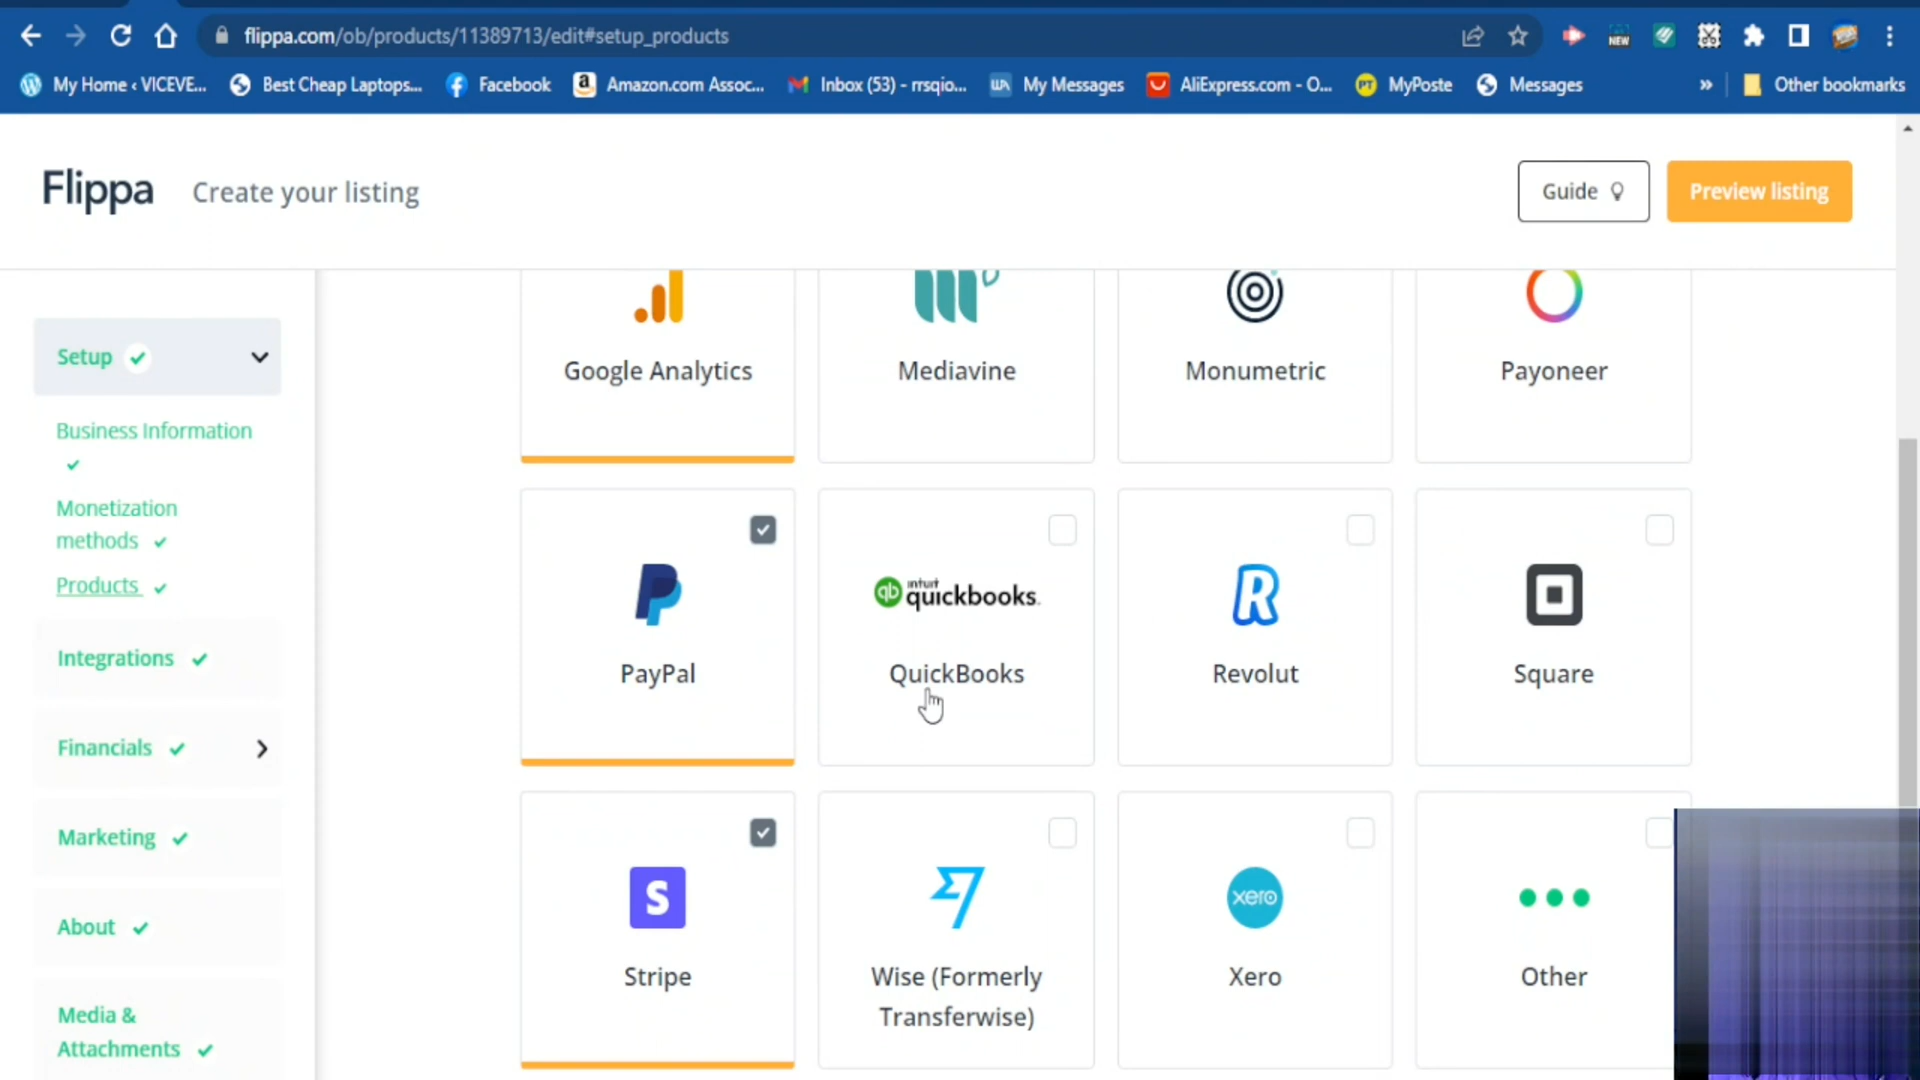 flippa.com/ob/products/11389713/edit#setup_products
NEW
My Home ‹ VICEVE... Best Cheap Laptops... Facebook Amazon.com Assoc... Inbox (53) - rrsqio... My Messages AliExpress.com - O... MyPoste Messages » Other bookmarks
Flippa Create your listing Guide Preview listing
Setup
Business Information
Monetization
methods
Products
Integrations
Financials
Marketing
About
Media &
Attachments
Google Analytics Mediavine Monumetric Payoneer
intuit
qb quickbooks.
PayPal QuickBooks Revolut Square
S xero
Stripe Wise (Formerly
Transferwise) Xero Other